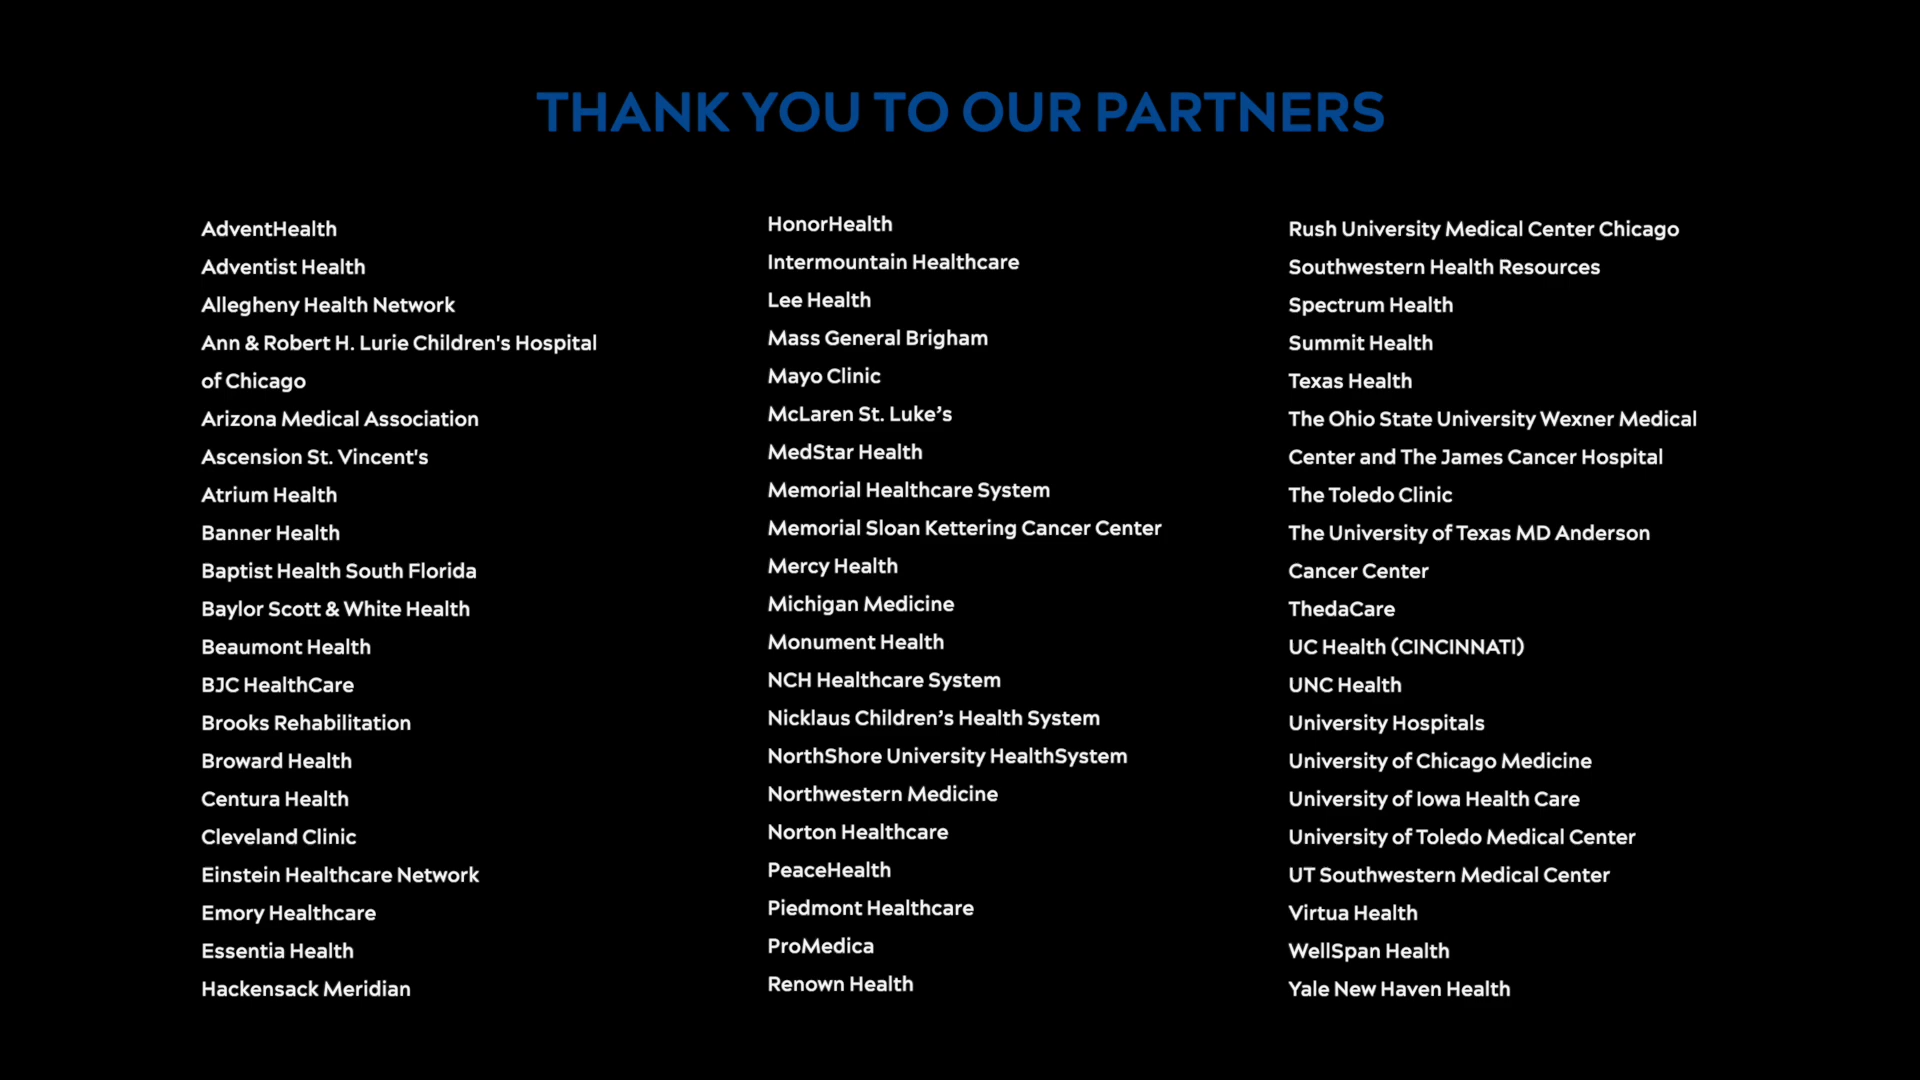 THANK YOU TO OUR PARTNERS
AdventHealth
Adventist Health
Allegheny Health Network
Ann & Robert H. Lurie Children's Hospital
of Chicago
Arizona Medical Association
Ascension St. Vincent's
Atrium Health
Banner Health
Baptist Health South Florida
Baylor Scott & White Health
Beaumont Health
BJC HealthCare
Brooks Rehabilitation
Broward Health
Centura Health
Cleveland Clinic
Einstein Healthcare Network
Emory Healthcare
Essentia Health
Hackensack Meridian
HonorHealth
Intermountain Healthcare
Lee Health
Mass General Brigham
Mayo Clinic
McLaren St. Luke’s
MedStar Health
Memorial Healthcare System
Memorial Sloan Kettering Cancer Center
Mercy Health
Michigan Medicine
Monument Health
NCH Healthcare System
Nicklaus Children’s Health System
NorthShore University HealthSystem
Northwestern Medicine
Norton Healthcare
PeaceHealth
Piedmont Healthcare
ProMedica
Renown Health
Rush University Medical Center Chicago
Southwestern Health Resources
Spectrum Health
Summit Health
Texas Health
The Ohio State University Wexner Medical
Center and The James Cancer Hospital
The Toledo Clinic
The University of Texas MD Anderson
Cancer Center
ThedaCare
UC Health (CINCINNATI)
UNC Health
University Hospitals
University of Chicago Medicine
University of Iowa Health Care
University of Toledo Medical Center
UT Southwestern Medical Center
Virtua Health
WellSpan Health
Yale New Haven Health